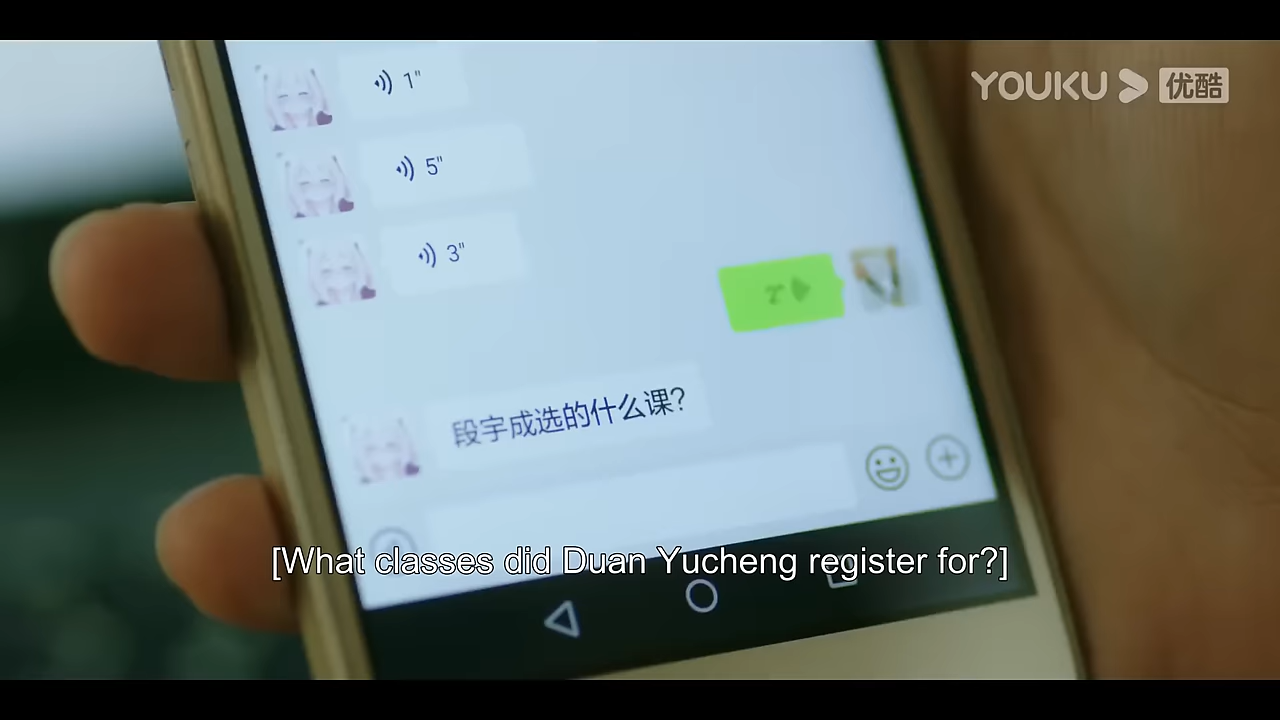 YOUKU 优酷
1"
5"
3"
2"
段宇成选的什么课?
[What classes did Duan Yucheng register for?]